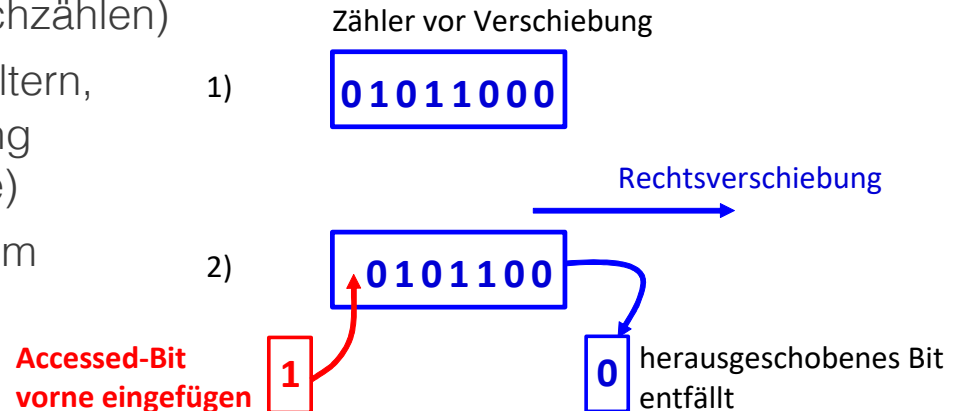 chzählen)
ltern,
ng
e)
m
Zähler vor Verschiebung
1)
01011000
Rechtsverschiebung
2)
0101100
Accessed-Bit
vorne eingefügen
1
0
herausgeschobenes Bit
entfällt